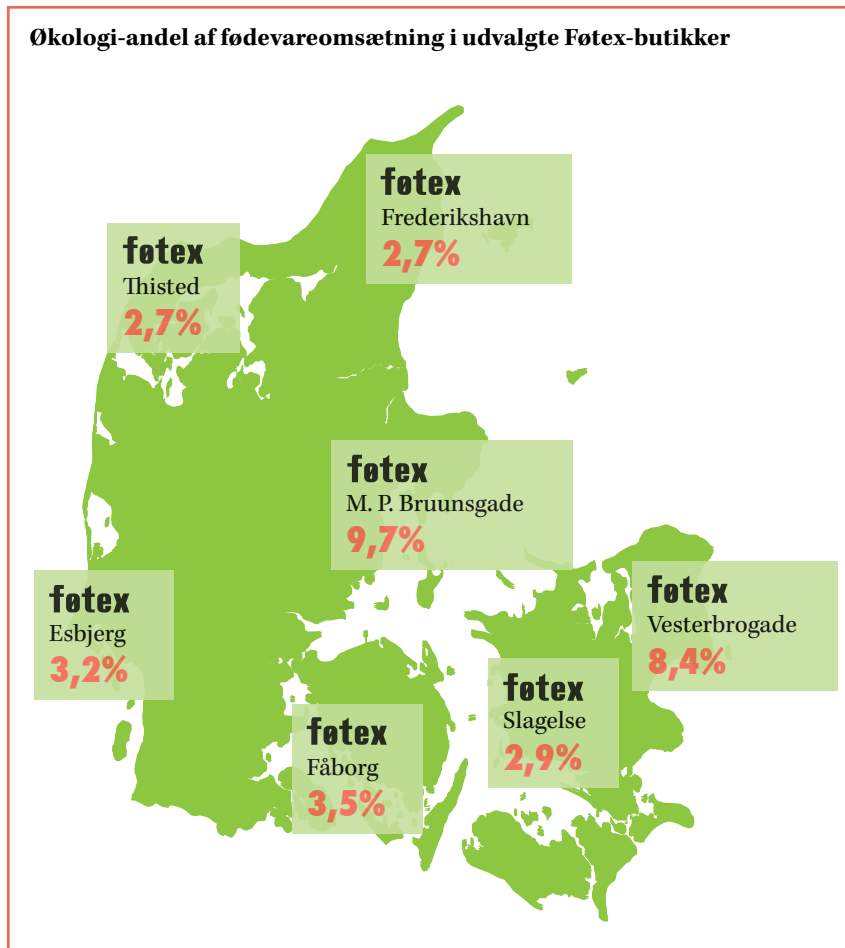 Økologi-andel af fødevareomsætning i udvalgte Føtex-butikker
føtex
Frederikshavn
2,7%
føtex
Thisted
2,7%
føtex
M. P. Bruunsgade
9,7%
føtex
Esbjerg
3,2%
føtex
Vesterbrogade
8,4%
føtex
Slagelse
2,9%
føtex
Fåborg
3,5%